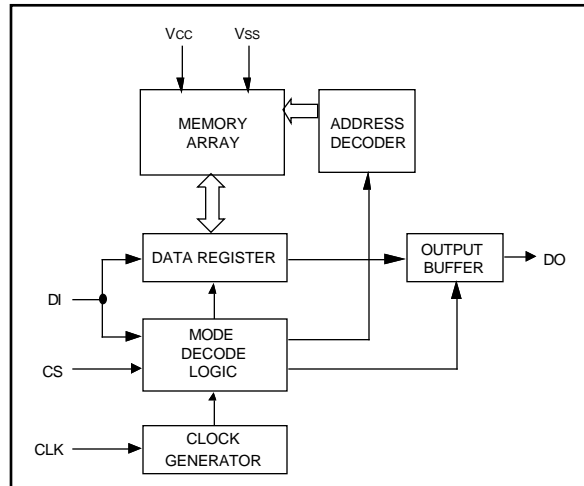 Vcc Vss
MEMORY
ARRAY
ADDRESS
DECODER
DATA REGISTER
OUTPUT
BUFFER
DO
DI
MODE
DECODE
LOGIC
CS
CLK
CLOCK
GENERATOR